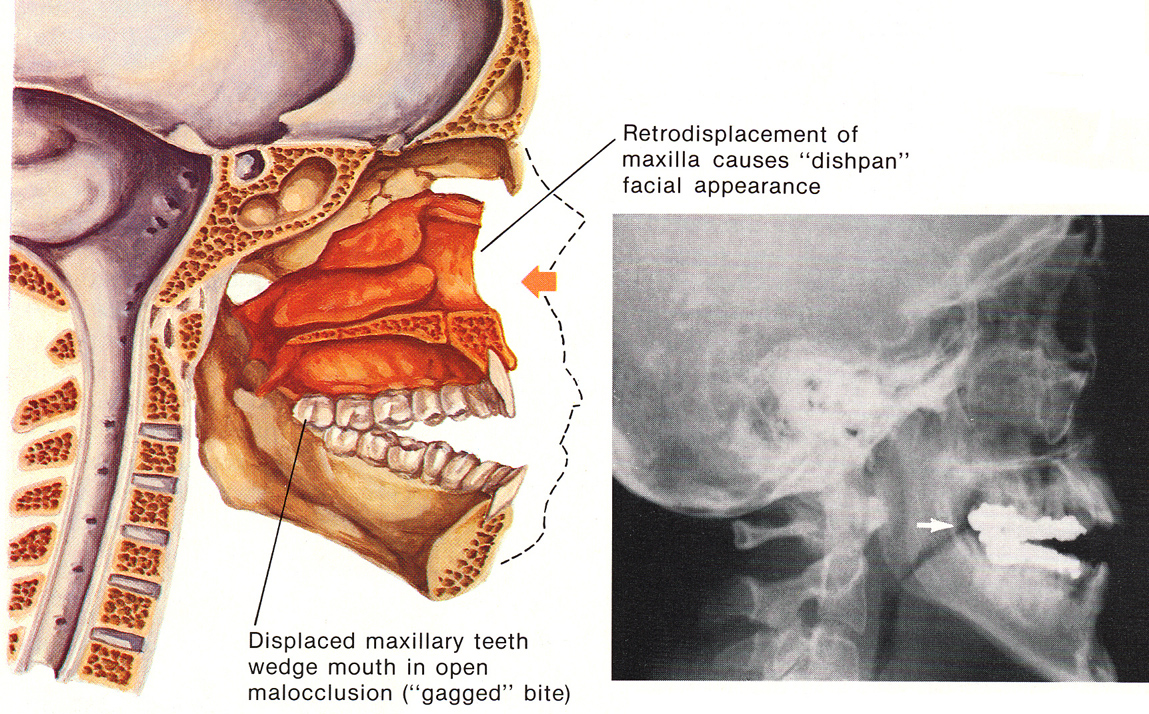 Retrodisplacement of
maxilla causes “dishpan”
facial appearance
Displaced maxillary teeth
wedge mouth in open
malocclusion (“gagged” bite)